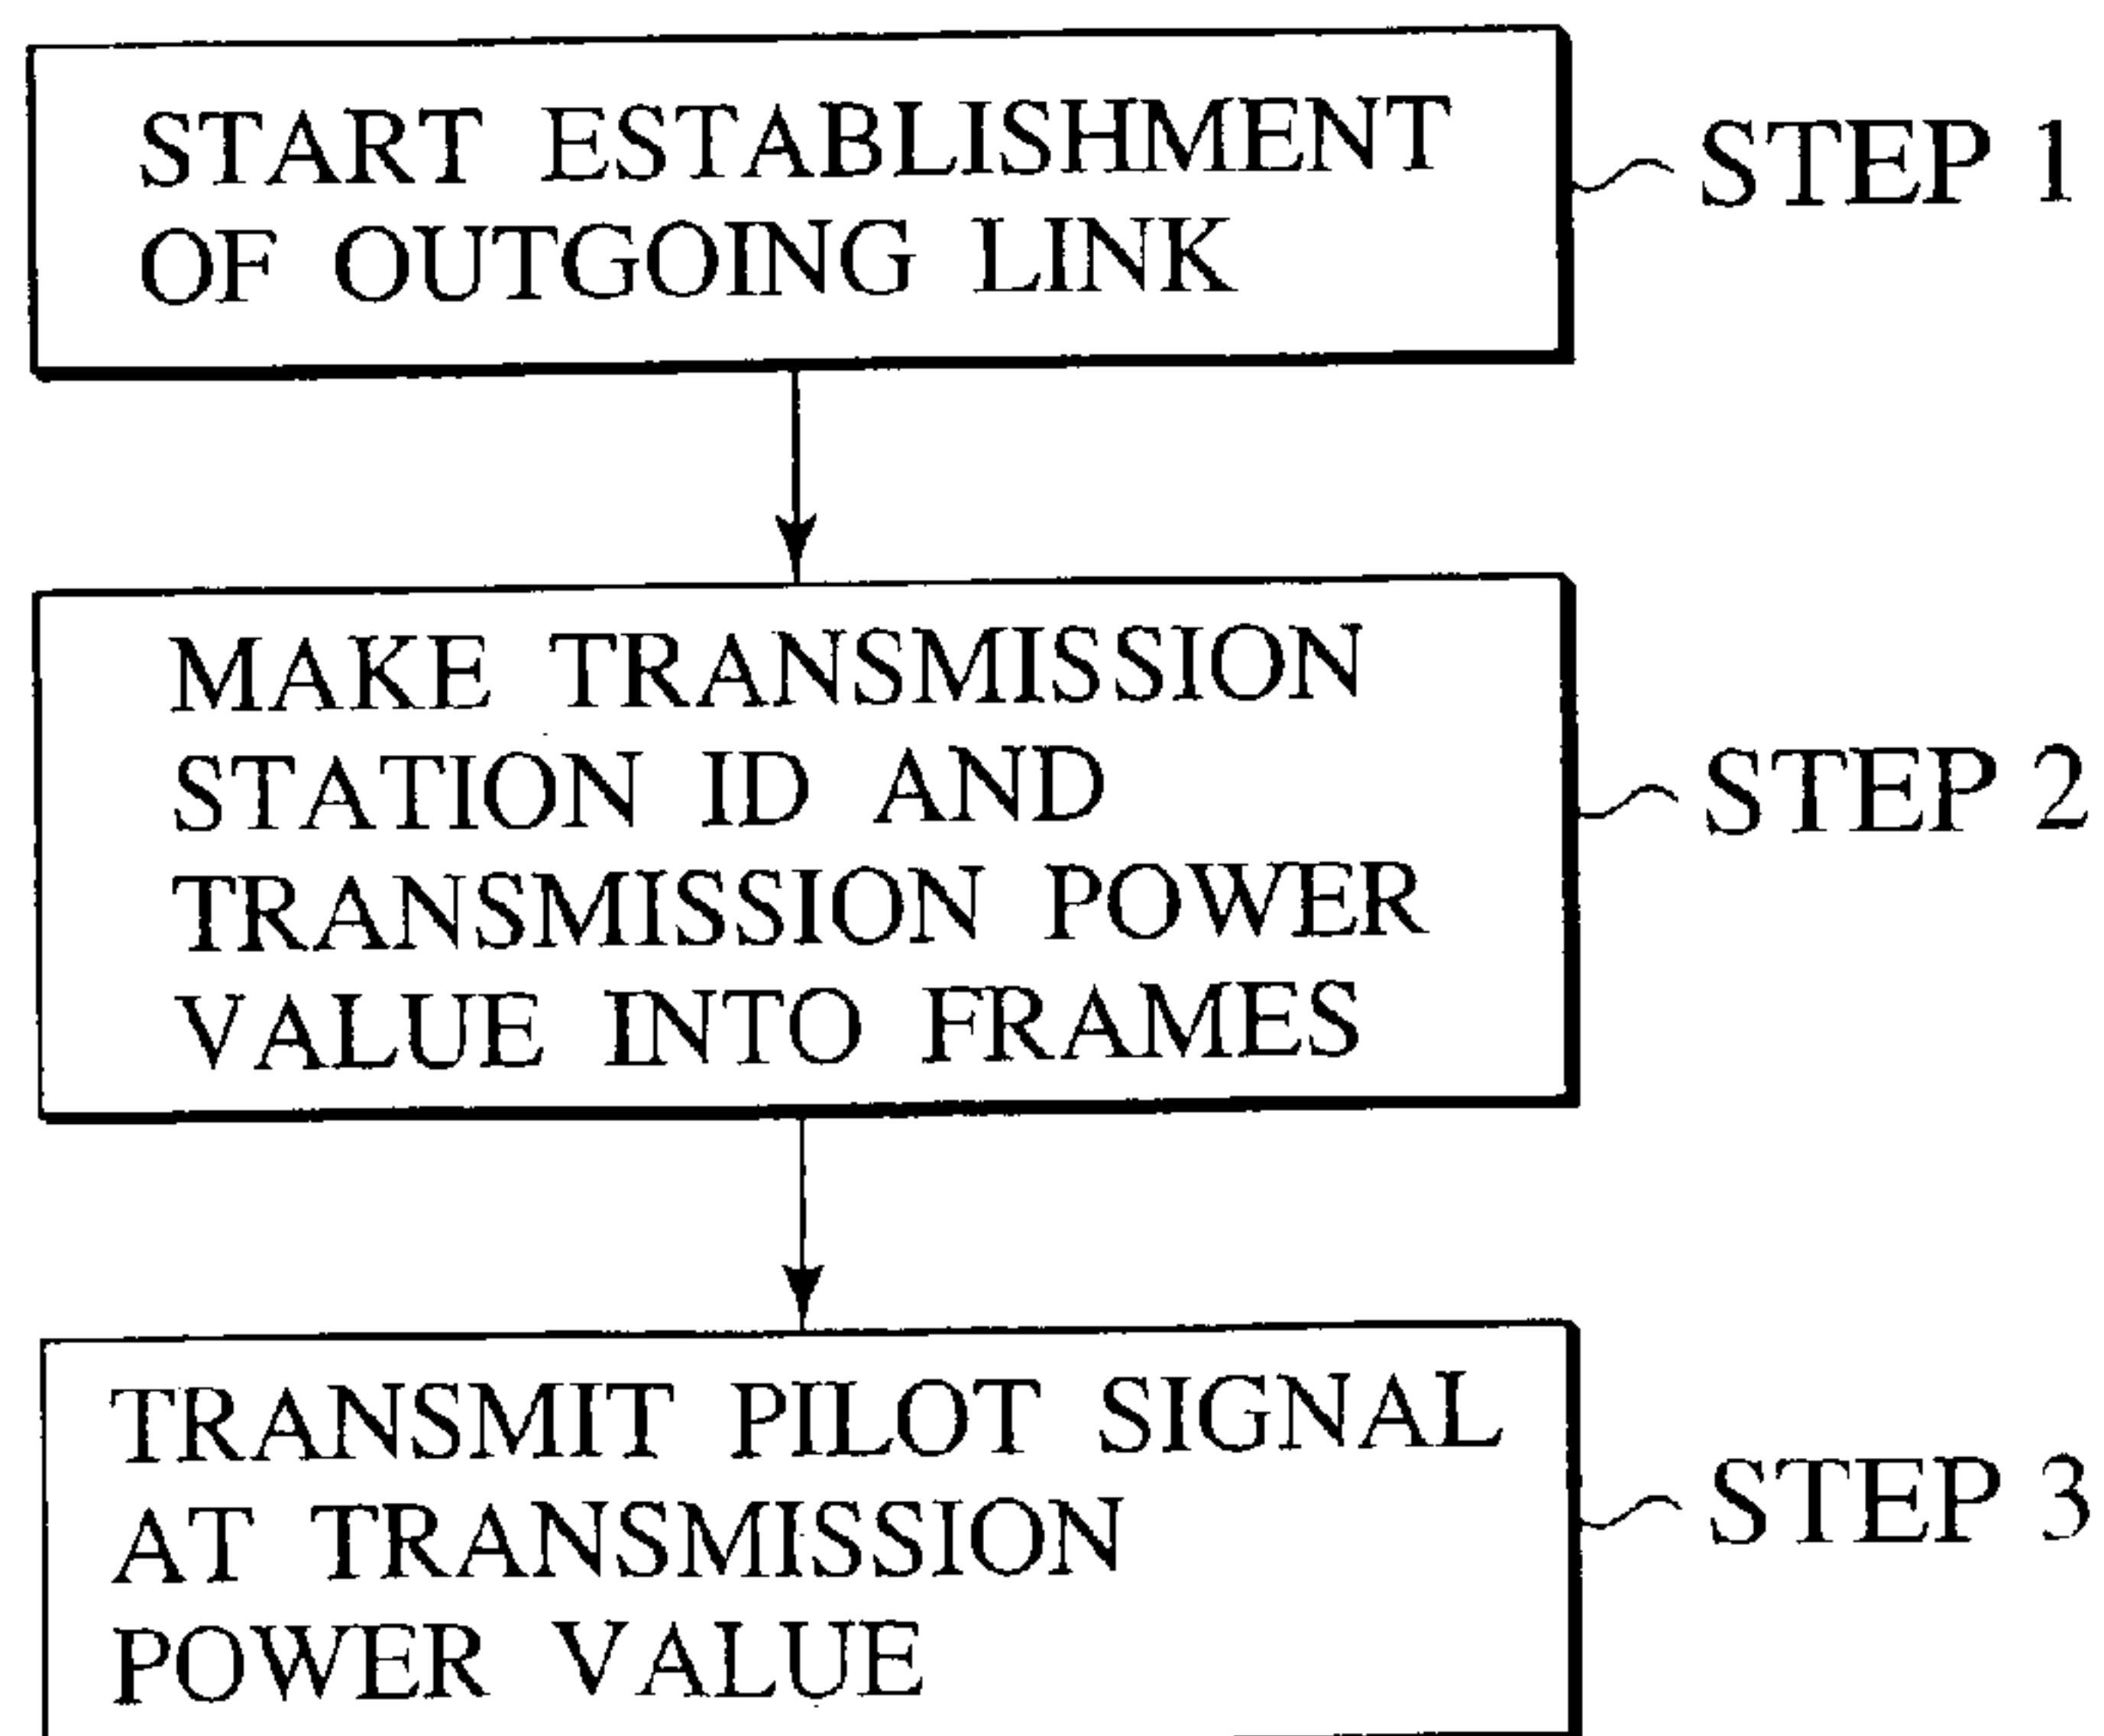 START ESTABLISHMENT
OF OUTGOING LINK
STEP 1
MAKE TRANSMISSION
STATION ID AND
TRANSMISSION POWER
VALUE INTO FRAMES
STEP 2
TRANSMIT PILOT SIGNAL
AT TRANSMISSION
POWER VALUE
STEP 3